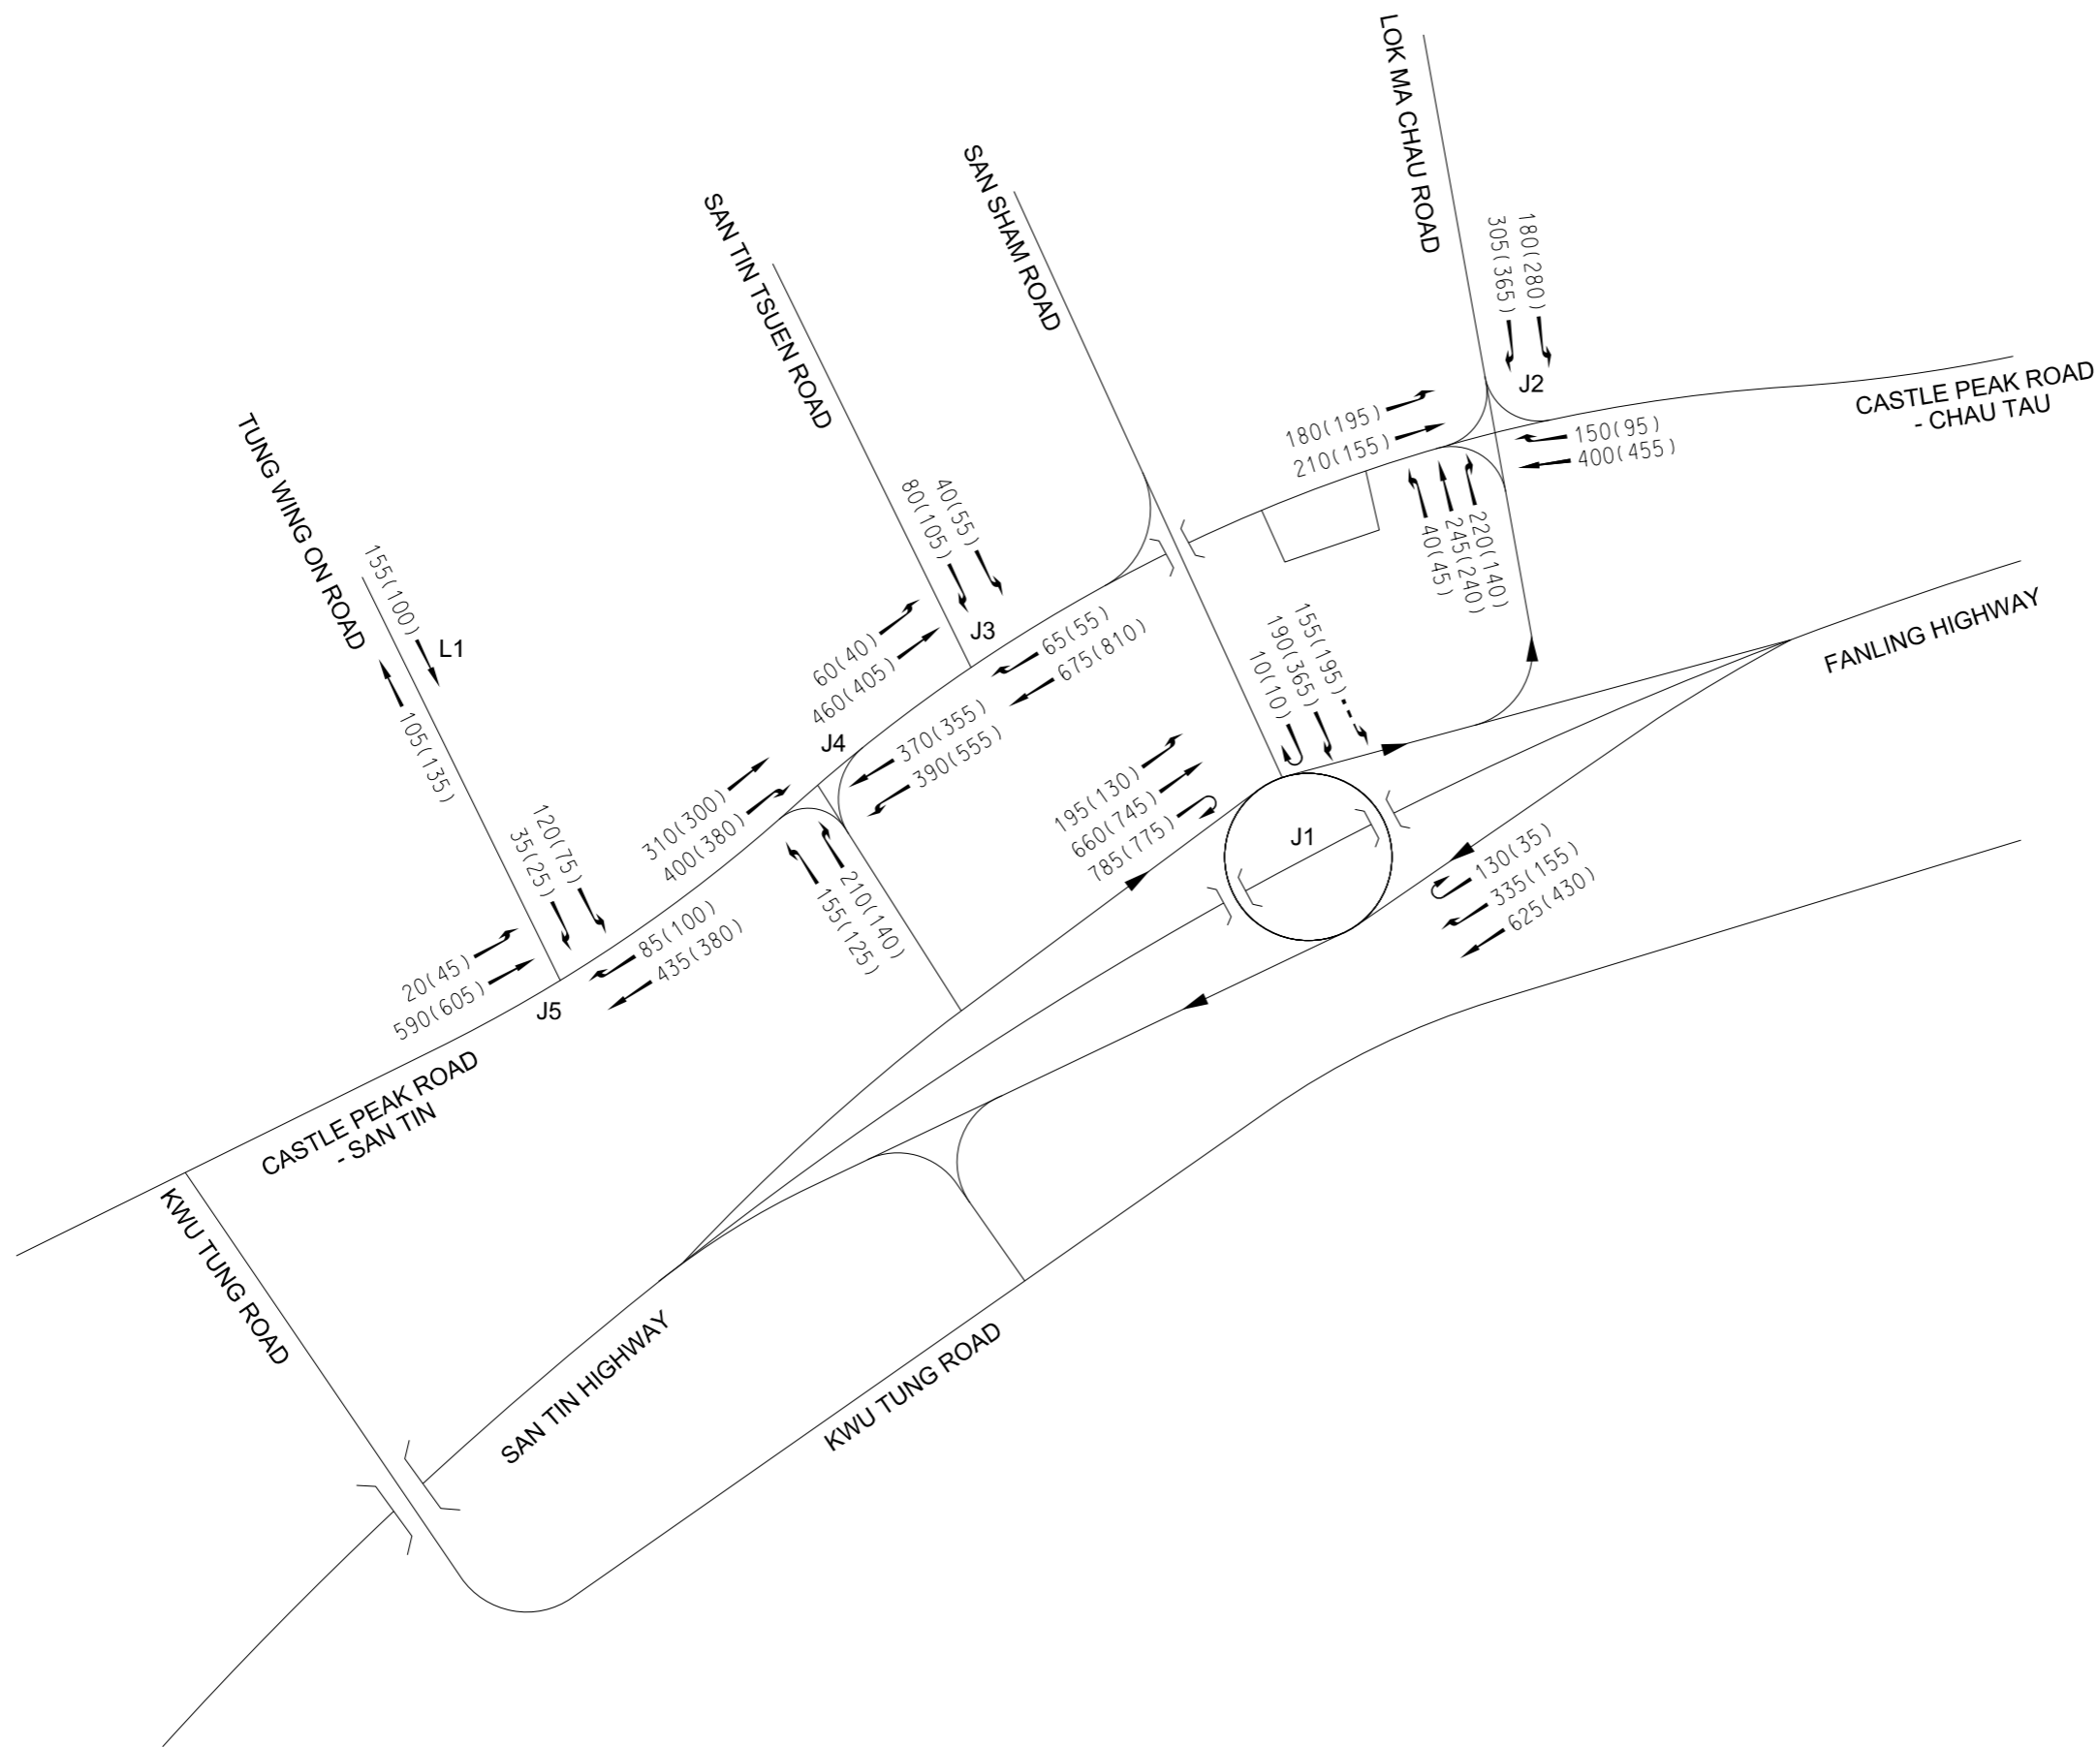 LOK MA CHAU ROAD
SAN SHAM ROAD
SAN TIN TSUEN ROAD
TUNG WING ON ROAD
180(280)
305(365)
J2
CASTLE PEAK ROAD
- CHAU TAU
180(195)
210(155)
150(95)
400(455)
220(140)
245(240)
40(45)
40(55)
80(105)
155(100)
L1
105(135)
60(40)
460(405)
J3
65(55)
675(810)
FANLING HIGHWAY
155(195)
190(365)
10(10)
J4
370(355)
390(555)
310(300)
400(380)
195(130)
660(745)
785(775)
J1
130(35)
335(155)
625(430)
120(75)
35(25)
210(140)
155(125)
85(100)
435(380)
20(45)
590(605)
J5
CASTLE PEAK ROAD
- SAN TIN
KWU TUNG ROAD
SAN TIN HIGHWAY
KWU TUNG ROAD